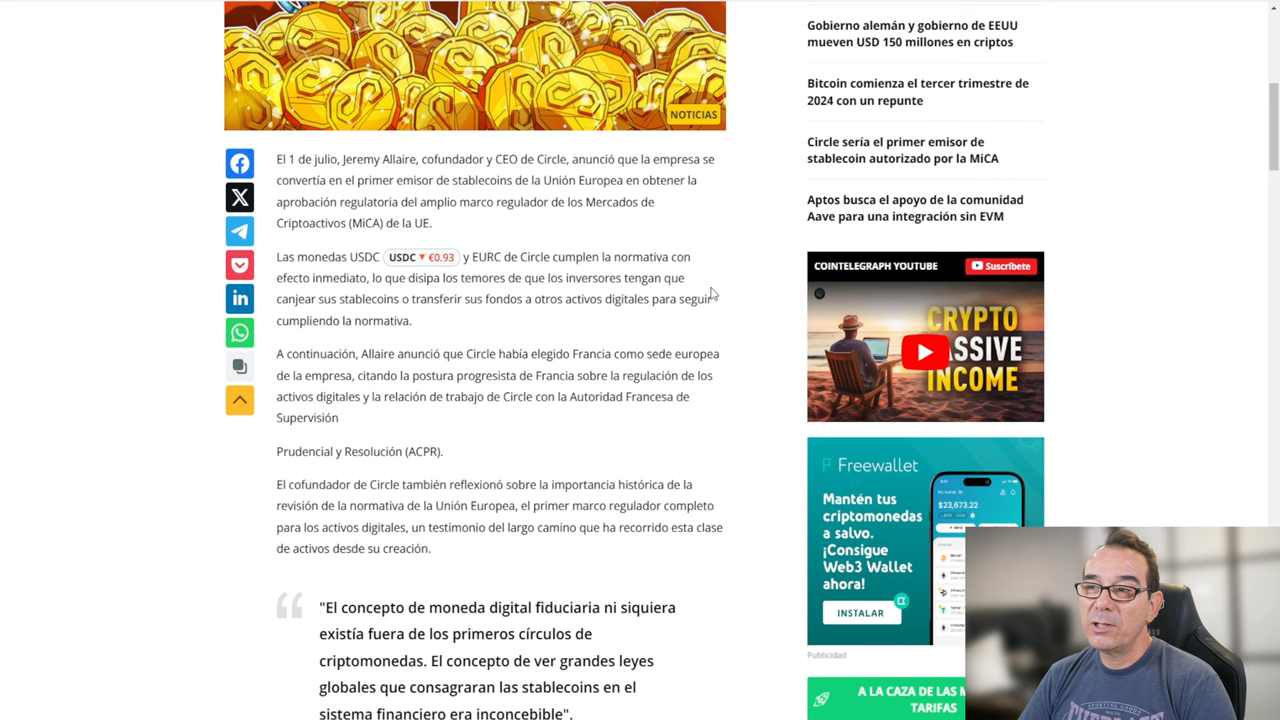 NOTICIAS
El 1 de julio, Jeremy Allaire, cofundador y CEO de Circle, anunció que la empresa se
convertía en el primer emisor de stablecoins de la Unión Europea en obtener la
aprobación regulatoria del amplio marco regulador de los Mercados de
Criptoactivos (MiCA) de la UE.
Las monedas USDC USDC ▼ €0.93 y EURC de Circle cumplen la normativa con
efecto inmediato, lo que disipa los temores de que los inversores tengan que
canjear sus stablecoins o transferir sus fondos a otros activos digitales para seguir
cumpliendo la normativa.
A continuación, Allaire anunció que Circle había elegido Francia como sede europea
de la empresa, citando la postura progresista de Francia sobre la regulación de los
activos digitales y la relación de trabajo de Circle con la Autoridad Francesa de
Supervisión
Prudencial y Resolución (ACPR).
El cofundador de Circle también reflexionó sobre la importancia histórica de la
revisión de la normativa de la Unión Europea, el primer marco regulador completo
para los activos digitales, un testimonio del largo camino que ha recorrido esta clase
de activos desde su creación.
"El concepto de moneda digital fiduciaria ni siquiera
existía fuera de los primeros círculos de
criptomonedas. El concepto de ver grandes leyes
globales que consagraran las stablecoins en el
sistema financiero era inconcebible".
Gobierno alemán y gobierno de EEUU
mueven USD 150 millones en criptos
Bitcoin comienza el tercer trimestre de
2024 con un repunte
Circle sería el primer emisor de
stablecoin autorizado por la MiCA
Aptos busca el apoyo de la comunidad
Aave para una integración sin EVM
COINTELEGRAPH YOUTUBE
Suscríbete
CRYPTO
ASSIVE
INCOME
Freewallet
Mantén tus
criptomonedas
a salvo.
¡Consigue
Web3 Wallet
ahora!
INSTALAR
$23,673.22
Publicidad
A LA CAZA DE LAS M
TARIFAS